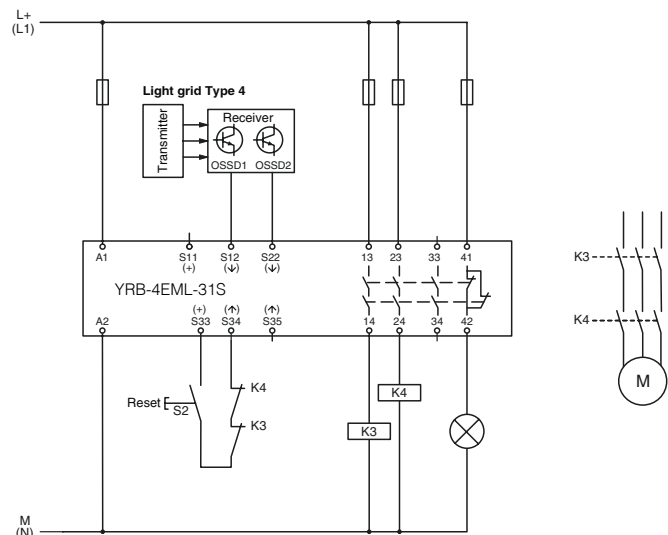 L+
(L1)
Light grid Type 4
Transmitter
Receiver
OSSD1 OSSD2
A1 S11 S12 S22 13 23 33 41
(+) (↓) (↓)
YRB-4EML-31S
(+) (↑) (↑)
A2 S33 S34 S35 14 24 34 42
K3
K4
M
Reset S2
K4
K3
K4
K3
M
(N)